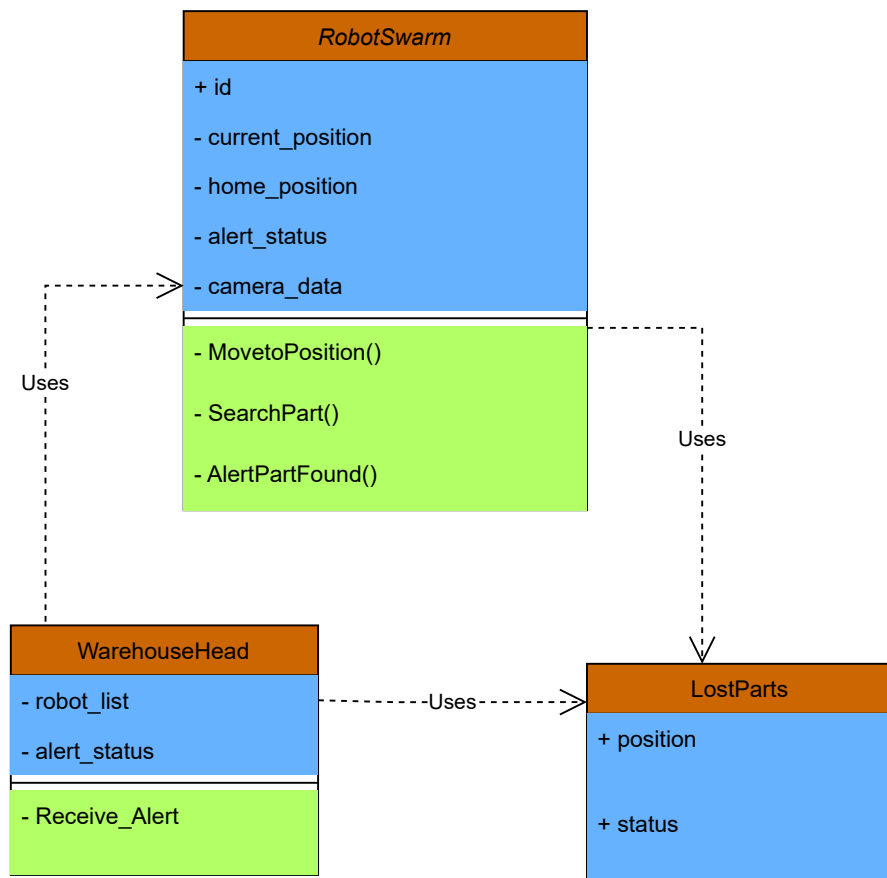 RobotSwarm
+ id
- current_position
- home_position
- alert_status
- camera_data
- MovetoPosition()
- SearchPart()
- AlertPartFound()
Uses
Uses
WarehouseHead
- robot_list
- alert_status
- Receive_Alert
Uses
LostParts
+ position
+ status